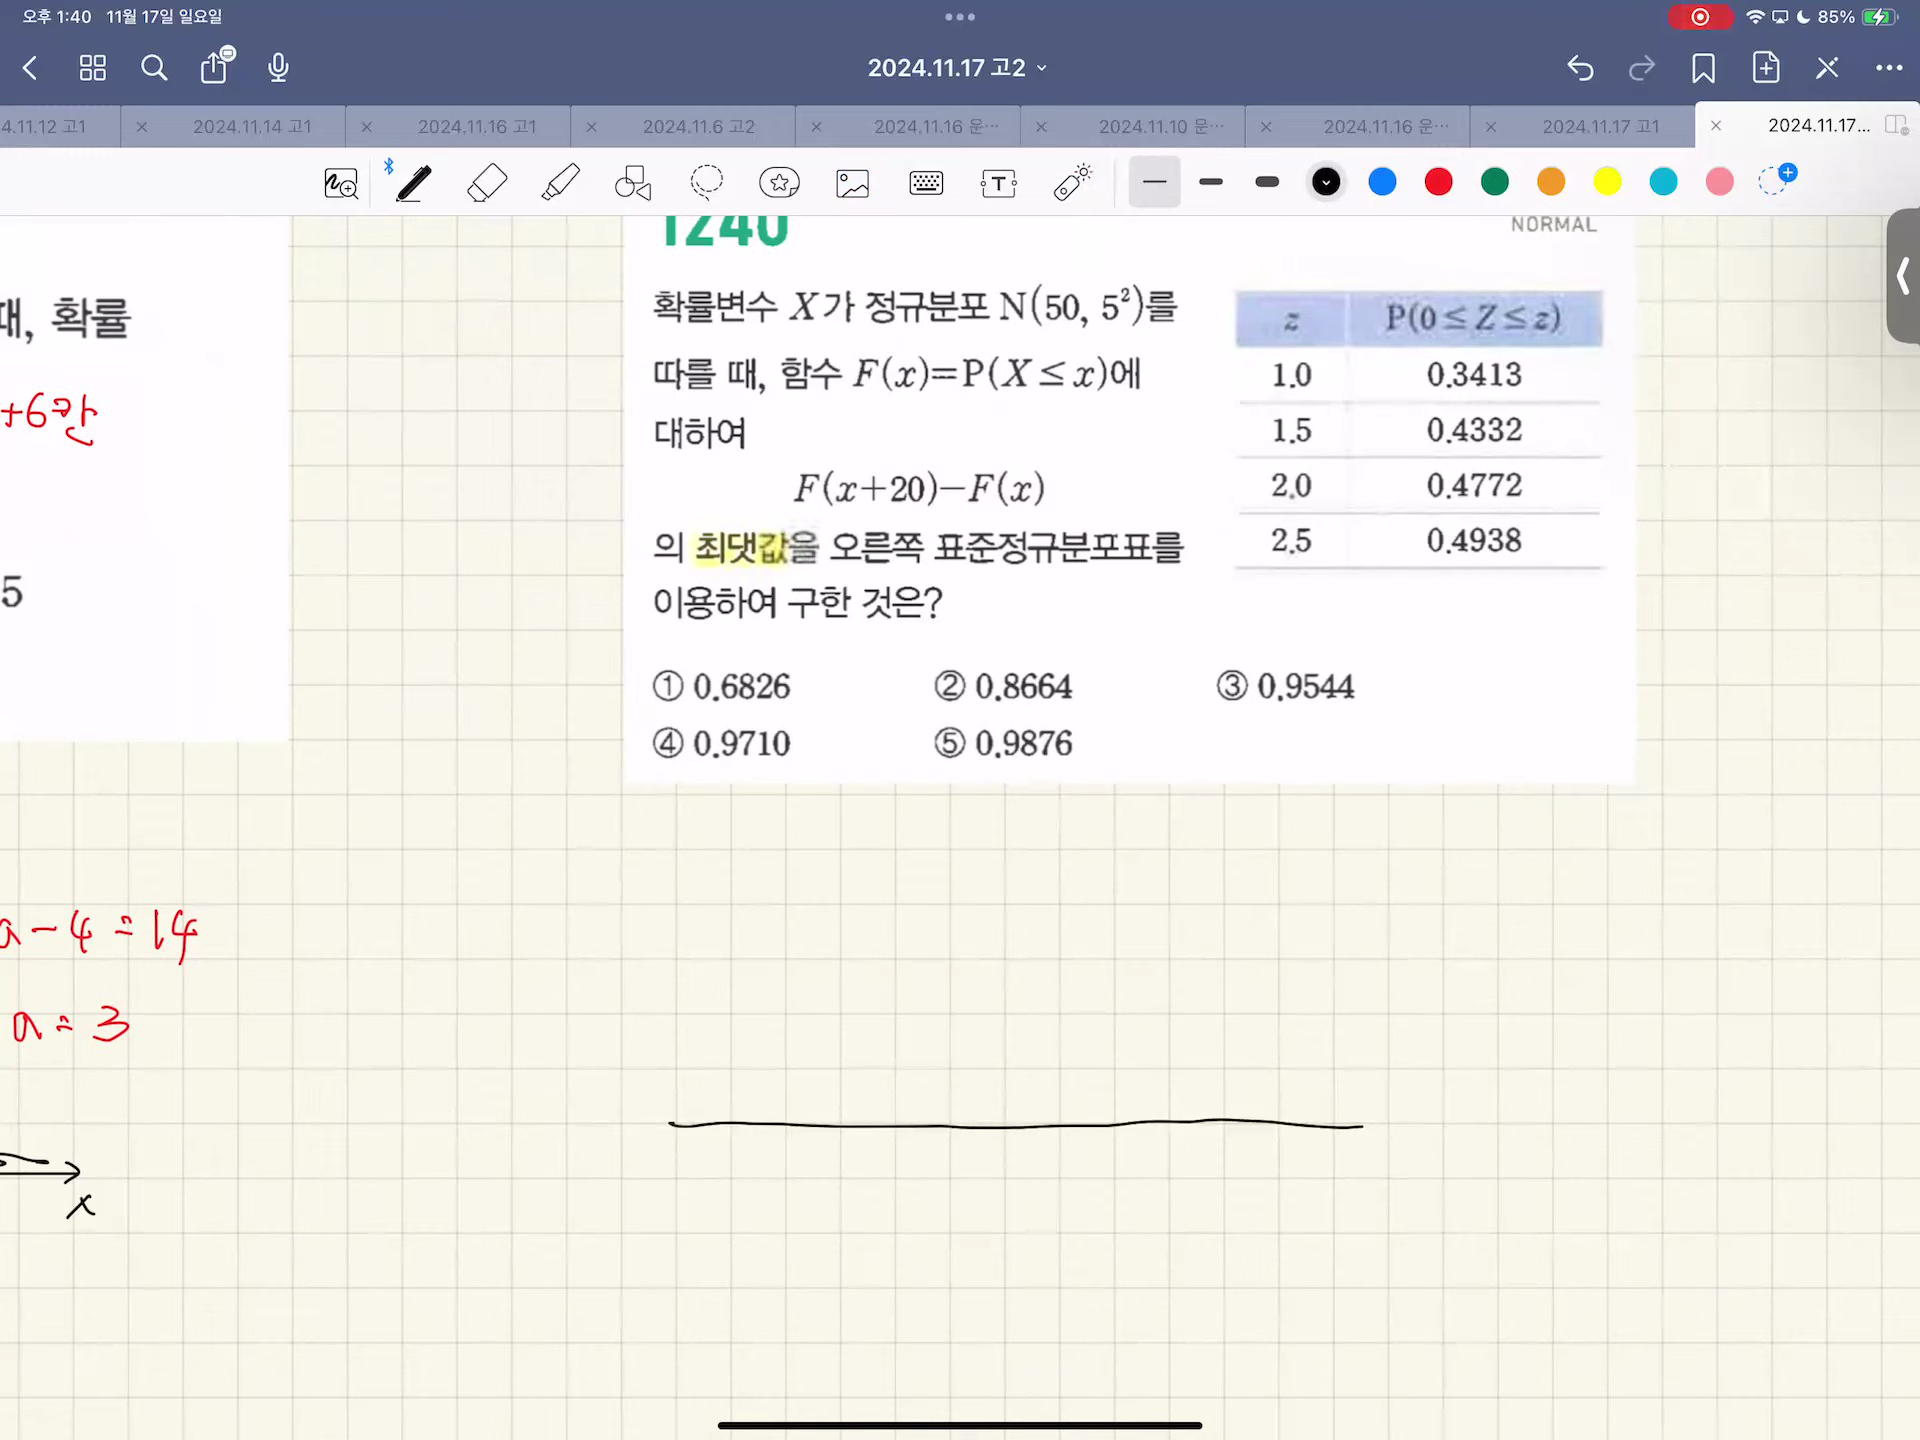 오후 1:40 11월 17일 일요일
85%
2024.11.17 고2
4.11.12 고1
2024.11.14 고1
2024.11.16 고1
2024.11.6 고2
2024.11.16 운…
2024.11.10 문…
2024.11.16 운…
2024.11.17 고1
2024.11.17...
때, 확률
+6만
5
a-4=14
a=3
x
1240
NORMAL
확률변수 X가 정규분포 N(50, 5²)를
따를 때, 함수 F(x)=P(X≤x)에
대하여
F(x+20)-F(x)
의 최댓값을 오른쪽 표준정규분포표를
이용하여 구한 것은?
z P(0≤Z≤z)
1.0 0.3413
1.5 0.4332
2.0 0.4772
2.5 0.4938
① 0.6826 ② 0.8664 ③ 0.9544
④ 0.9710 ⑤ 0.9876